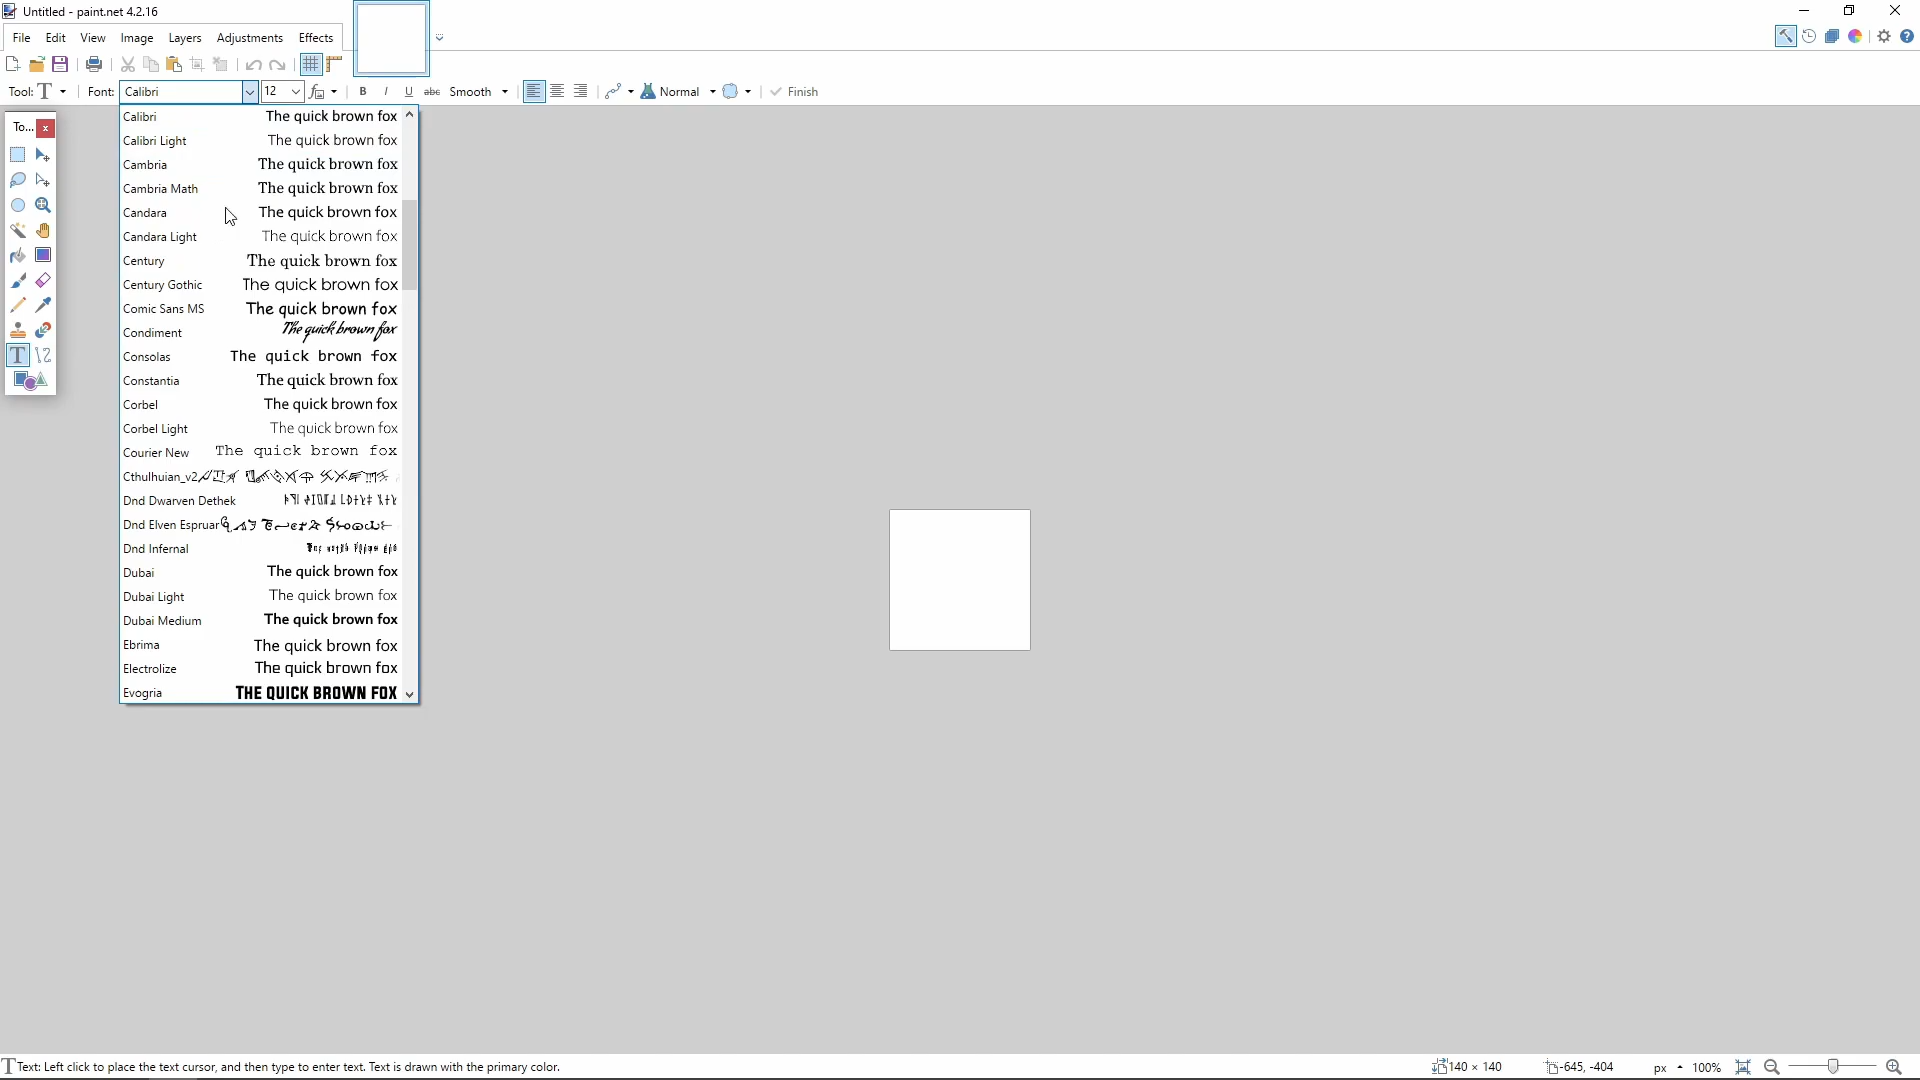 Untitled - paint.net 4.2.16
File Edit View Image Layers Adjustments Effects
Tool: T Font: Calibri 12 B I U abc Smooth Normal Finish
To... x
Calibri The quick brown fox
Calibri Light The quick brown fox
Cambria The quick brown fox
Cambria Math The quick brown fox
Candara The quick brown fox
Candara Light The quick brown fox
Century The quick brown fox
Century Gothic The quick brown fox
Comic Sans MS The quick brown fox
Condiment The quick brown fox
Consolas The quick brown fox
Constantia The quick brown fox
Corbel The quick brown fox
Corbel Light The quick brown fox
Courier New The quick brown fox
Cthulhuian_v2
Dnd Dwarven Dethek
Dnd Elven Espruar
Dnd Infernal
Dubai The quick brown fox
Dubai Light The quick brown fox
Dubai Medium The quick brown fox
Ebrima The quick brown fox
Electrolize The quick brown fox
Evogria THE QUICK BROWN FOX
Text: Left click to place the text cursor, and then type to enter text. Text is drawn with the primary color. 140 × 140 -645, -404 px 100%